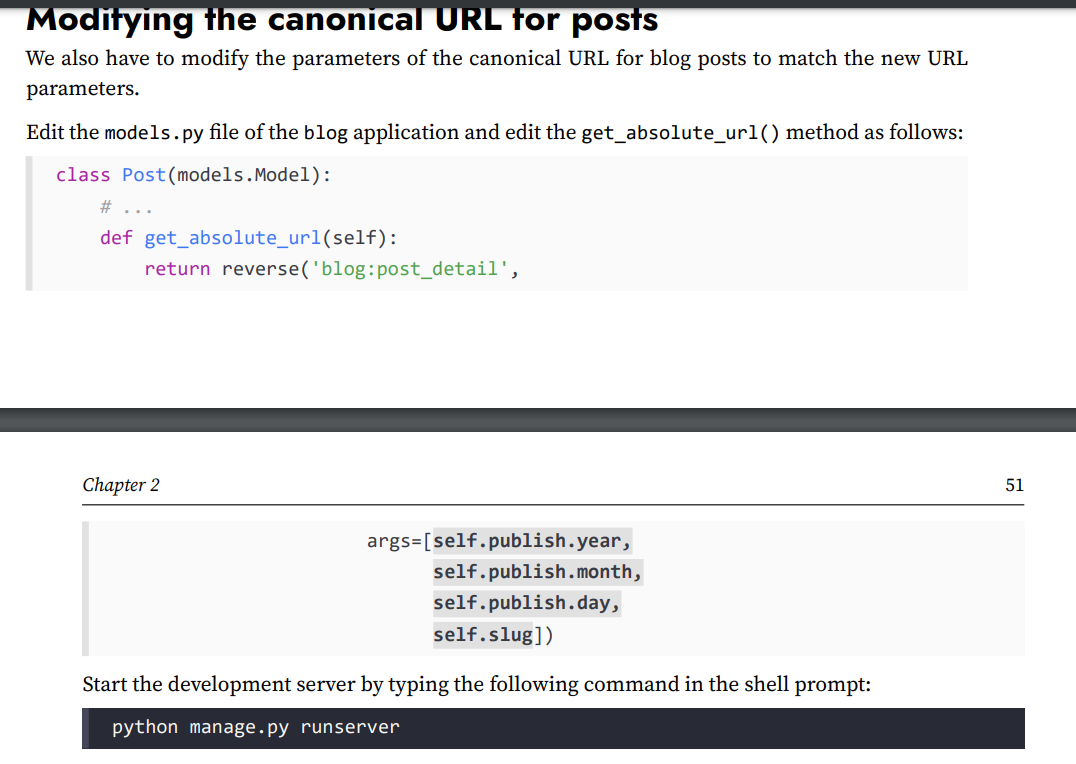 Modifying the canonical URL for posts
We also have to modify the parameters of the canonical URL for blog posts to match the new URL
parameters.
Edit the models.py file of the blog application and edit the get_absolute_url() method as follows:
class Post(models.Model):
    # ...
    def get_absolute_url(self):
        return reverse('blog:post_detail',
Chapter 2 51
args=[self.publish.year,
      self.publish.month,
      self.publish.day,
      self.slug])
Start the development server by typing the following command in the shell prompt:
python manage.py runserver